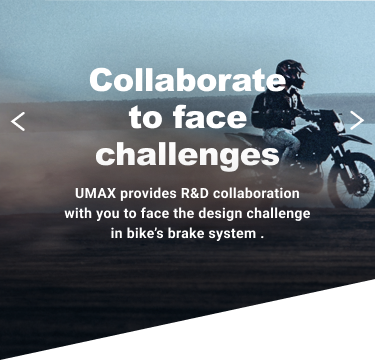 Collaborate
to face
challenges
UMAX provides R&D collaboration
with you to face the design challenge
in bike's brake system .